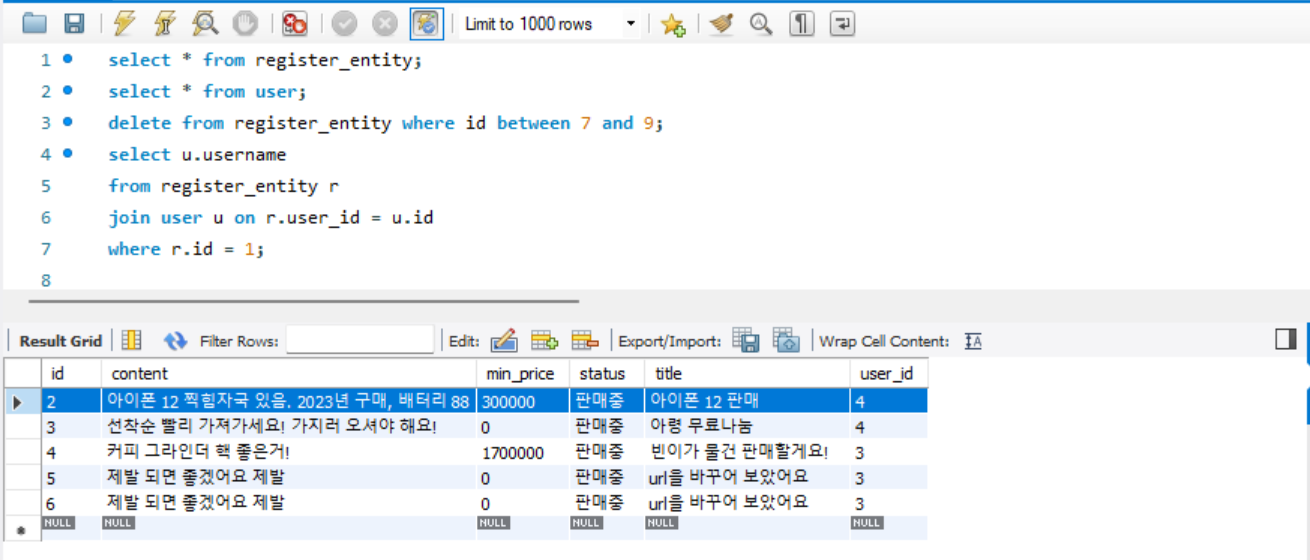 Limit to 1000 rows
1 select * from register_entity;
2 select * from user;
3 delete from register_entity where id between 7 and 9;
4 select u.username
5 from register_entity r
6 join user u on r.user_id = u.id
7 where r.id = 1;
8
Result Grid Filter Rows: Edit: Export/Import: Wrap Cell Content: IA
id content min_price status title user_id
2 아이폰 12 찍힘자국 있음. 2023년 구매, 배터리 88 300000 판매중 아이폰 12 판매 4
3 선착순 빨리 가져가세요! 가지러 오셔야 해요! 0 판매중 아령 무료나눔 4
4 커피 그라인더 핵 좋은거! 1700000 판매중 빈이가 물건 판매할게요! 3
5 제발 되면 좋겠어요 제발 0 판매중 url을 바꾸어 보았어요 3
6 제발 되면 좋겠어요 제발 0 판매중 url을 바꾸어 보았어요 3
NULL NULL NULL NULL NULL NULL